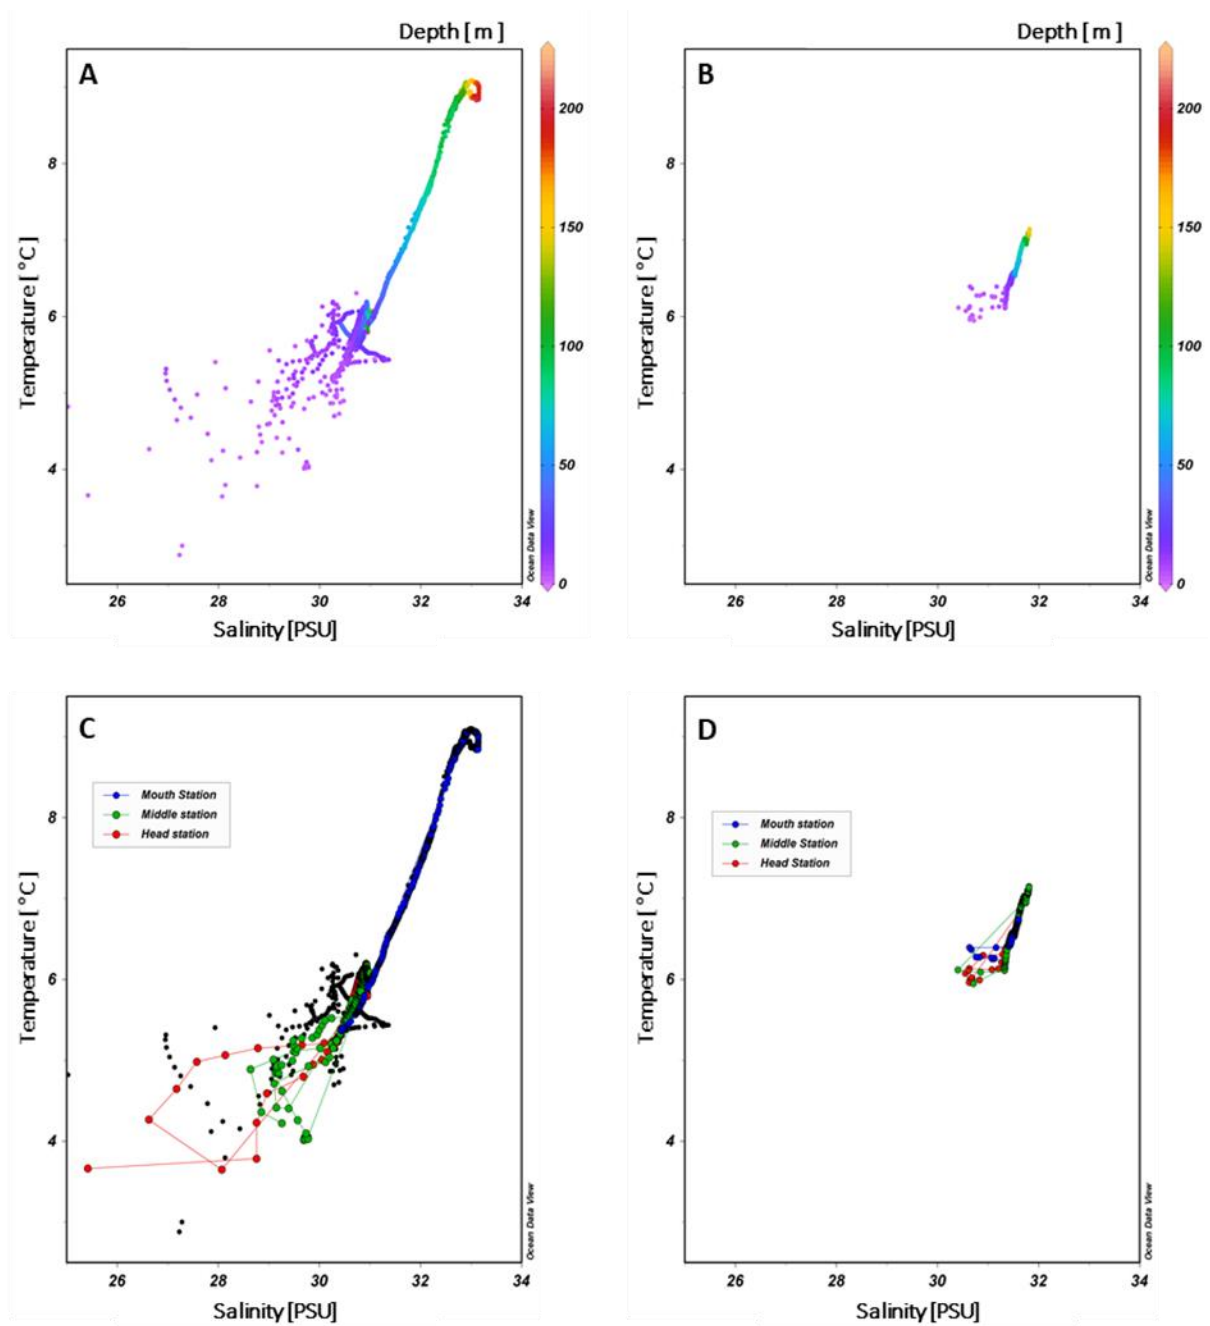 Depth [ m ]
A
200
150
100
50
0
8
6
4
Temperature [ °C ]
26 28 30 32 34
Salinity [PSU]
Ocean Data View
Depth [ m ]
B
200
150
100
50
0
8
6
4
Temperature [ °C ]
26 28 30 32 34
Salinity [PSU]
Ocean Data View
C
Mouth Station
Middle station
Head station
8
6
4
Temperature [ °C ]
26 28 30 32 34
Salinity [PSU]
Ocean Data View
D
Mouth station
Middle Station
Head Station
8
6
4
Temperature [ °C ]
26 28 30 32 34
Salinity [PSU]
Ocean Data View